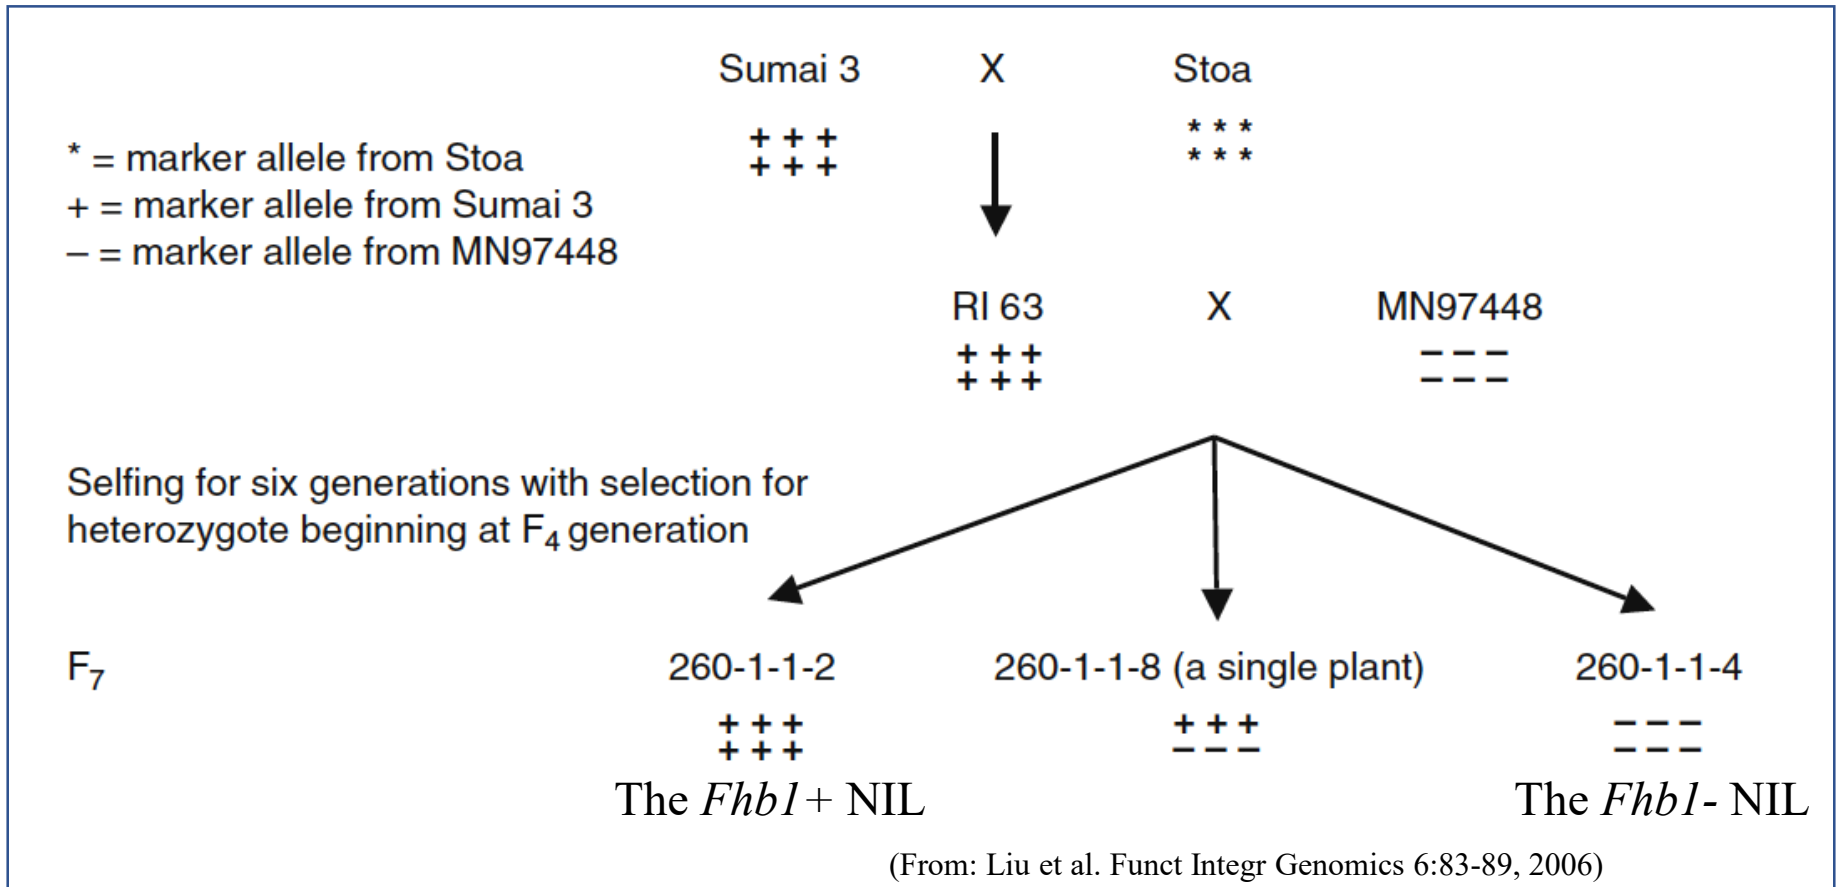 Sumai 3 X Stoa
+ + + * * *
+ + + * * *
* = marker allele from Stoa
+ = marker allele from Sumai 3
– = marker allele from MN97448
RI 63 X MN97448
+ + + – – –
+ + + – – –
Selfing for six generations with selection for
heterozygote beginning at F4 generation
F7 260-1-1-2 260-1-1-8 (a single plant) 260-1-1-4
+ + + + + + – – –
+ + + – – – – – –
The Fhb1+ NIL The Fhb1- NIL
(From: Liu et al. Funct Integr Genomics 6:83-89, 2006)